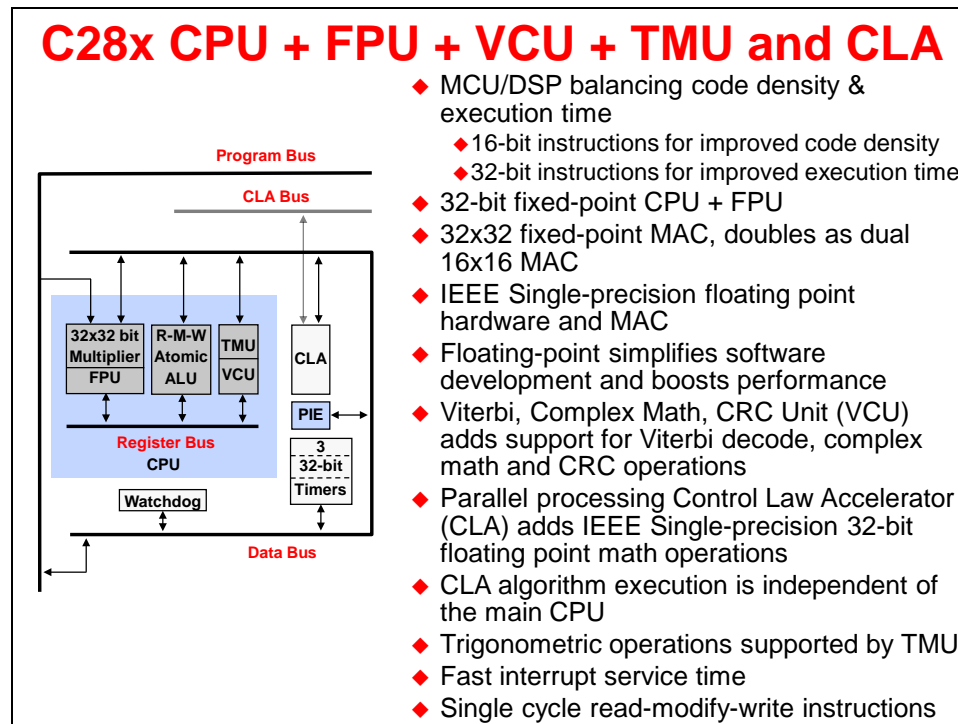 C28x CPU + FPU + VCU + TMU and CLA
Program Bus
CLA Bus
32x32 bit
Multiplier
FPU
R-M-W
Atomic
ALU
TMU
VCU
CLA
PIE
Register Bus
CPU
3
32-bit
Timers
Watchdog
Data Bus
MCU/DSP balancing code density &
execution time
16-bit instructions for improved code density
32-bit instructions for improved execution time
32-bit fixed-point CPU + FPU
32x32 fixed-point MAC, doubles as dual
16x16 MAC
IEEE Single-precision floating point
hardware and MAC
Floating-point simplifies software
development and boosts performance
Viterbi, Complex Math, CRC Unit (VCU)
adds support for Viterbi decode, complex
math and CRC operations
Parallel processing Control Law Accelerator
(CLA) adds IEEE Single-precision 32-bit
floating point math operations
CLA algorithm execution is independent of
the main CPU
Trigonometric operations supported by TMU
Fast interrupt service time
Single cycle read-modify-write instructions